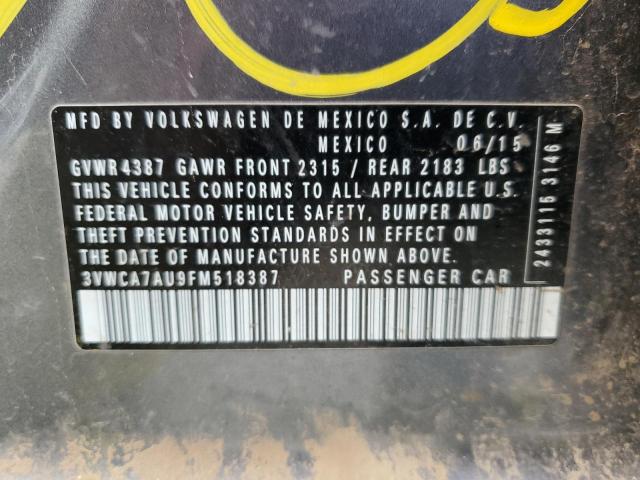 MFD BY VOLKSWAGEN DE MEXICO S.A. DE C.V.
MEXICO 06/15
GVWR 4387 GAWR FRONT 2315 / REAR 2183 LBS
THIS VEHICLE CONFORMS TO ALL APPLICABLE U.S.
FEDERAL MOTOR VEHICLE SAFETY, BUMPER AND
THEFT PREVENTION STANDARDS IN EFFECT ON
THE DATE OF MANUFACTURE SHOWN ABOVE.
3VWCA7AU9FM518387 PASSENGER CAR
2433115 3146 M